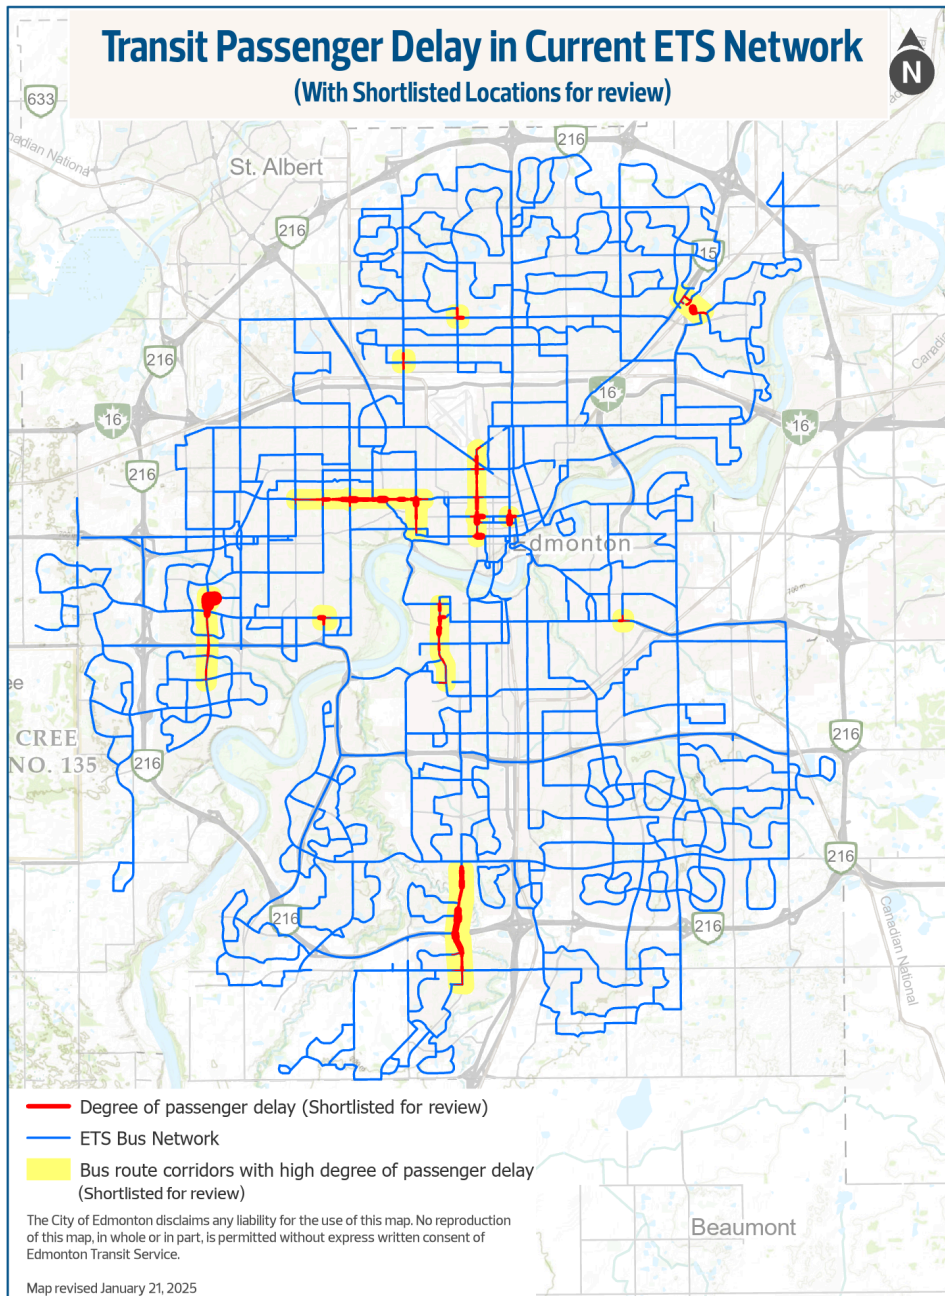 Transit Passenger Delay in Current ETS Network
(With Shortlisted Locations for review)
N
633
216
St. Albert
216
15
216
16
16
16
216
Edmonton
CREE
NO. 135
216
216
216
216
216
Canadian National
Degree of passenger delay (Shortlisted for review)
ETS Bus Network
Bus route corridors with high degree of passenger delay
(Shortlisted for review)
The City of Edmonton disclaims any liability for the use of this map. No reproduction
of this map, in whole or in part, is permitted without express written consent of
Edmonton Transit Service.
Map revised January 21, 2025
Beaumont